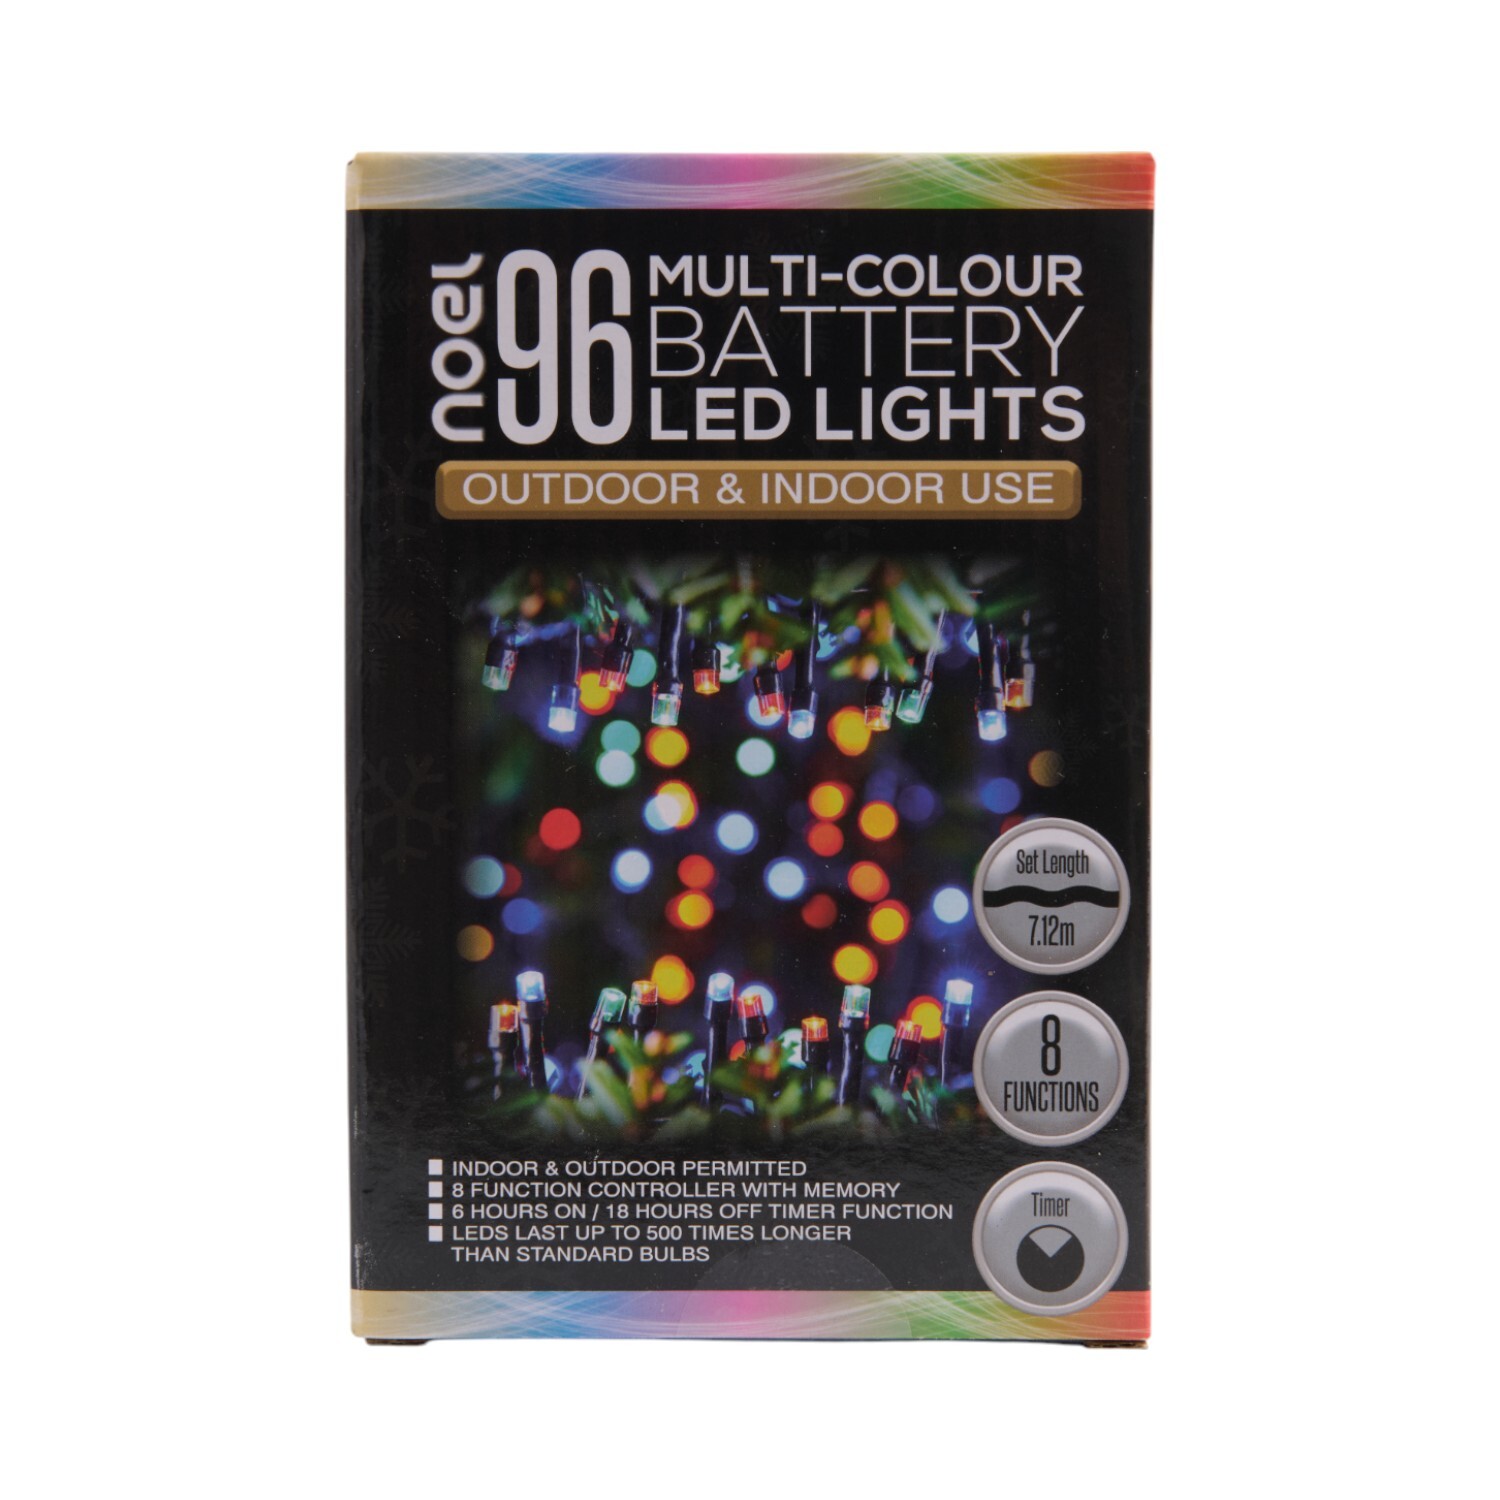 noel
96
MULTI-COLOUR
BATTERY
LED LIGHTS
OUTDOOR & INDOOR USE
Set Length
7.12m
8
FUNCTIONS
Timer
INDOOR & OUTDOOR PERMITTED
8 FUNCTION CONTROLLER WITH MEMORY
6 HOURS ON / 18 HOURS OFF TIMER FUNCTION
LEDS LAST UP TO 500 TIMES LONGER
THAN STANDARD BULBS